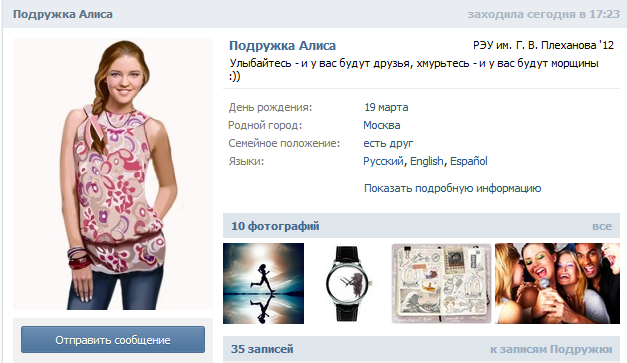 Подружка Алиса заходила сегодня в 17:23
Подружка Алиса РЭУ им. Г. В. Плеханова '12
Улыбайтесь - и у вас будут друзья, хмурьтесь - и у вас будут морщины
:))
День рождения: 19 марта
Родной город: Москва
Семейное положение: есть друг
Языки: Русский, English, Español
Показать подробную информацию
10 фотографий все
Отправить сообщение
35 записей к записям Подружки